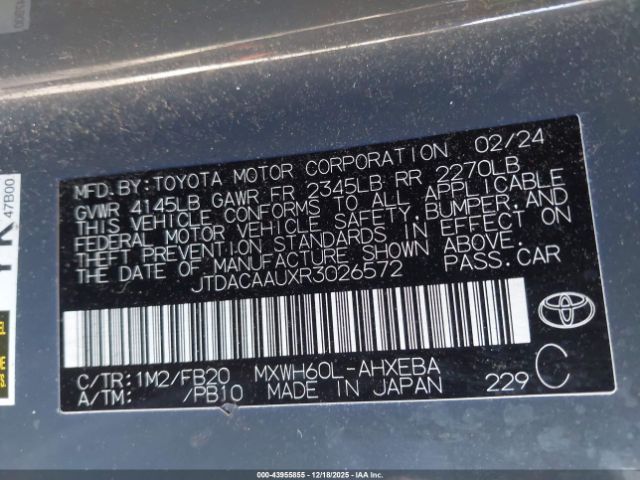 MFD.BY:TOYOTA MOTOR CORPORATION 02/24
GVWR 4145LB GAWR FR 2345LB RR 2270LB
THIS VEHICLE CONFORMS TO ALL APPLICABLE
FEDERAL MOTOR VEHICLE SAFETY, BUMPER, AND
THEFT PREVENTION STANDARDS IN EFFECT ON
THE DATE OF MANUFACTURE SHOWN ABOVE.
JTDACAAUXR3026572 PASS.CAR
C/TR:1M2/FB20 MXWH60L-AHXEBA
A/TM: /PB10 MADE IN JAPAN 229 C
47B00
000-43955855 | 12/18/2025 - IAAI.COM